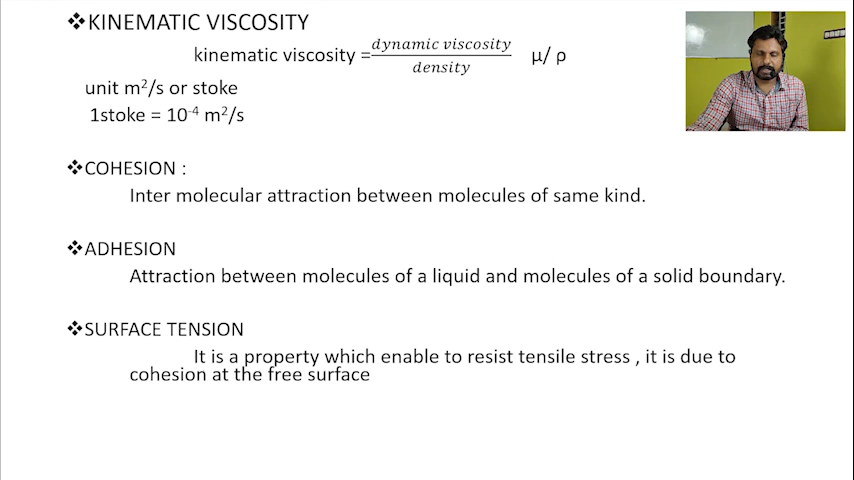 ❖KINEMATIC VISCOSITY
kinematic viscosity =dynamic viscosity/density μ/ ρ
unit m²/s or stoke
1stoke = 10⁻⁴ m²/s
❖COHESION :
Inter molecular attraction between molecules of same kind.
❖ADHESION
Attraction between molecules of a liquid and molecules of a solid boundary.
❖SURFACE TENSION
It is a property which enable to resist tensile stress , it is due to
cohesion at the free surface